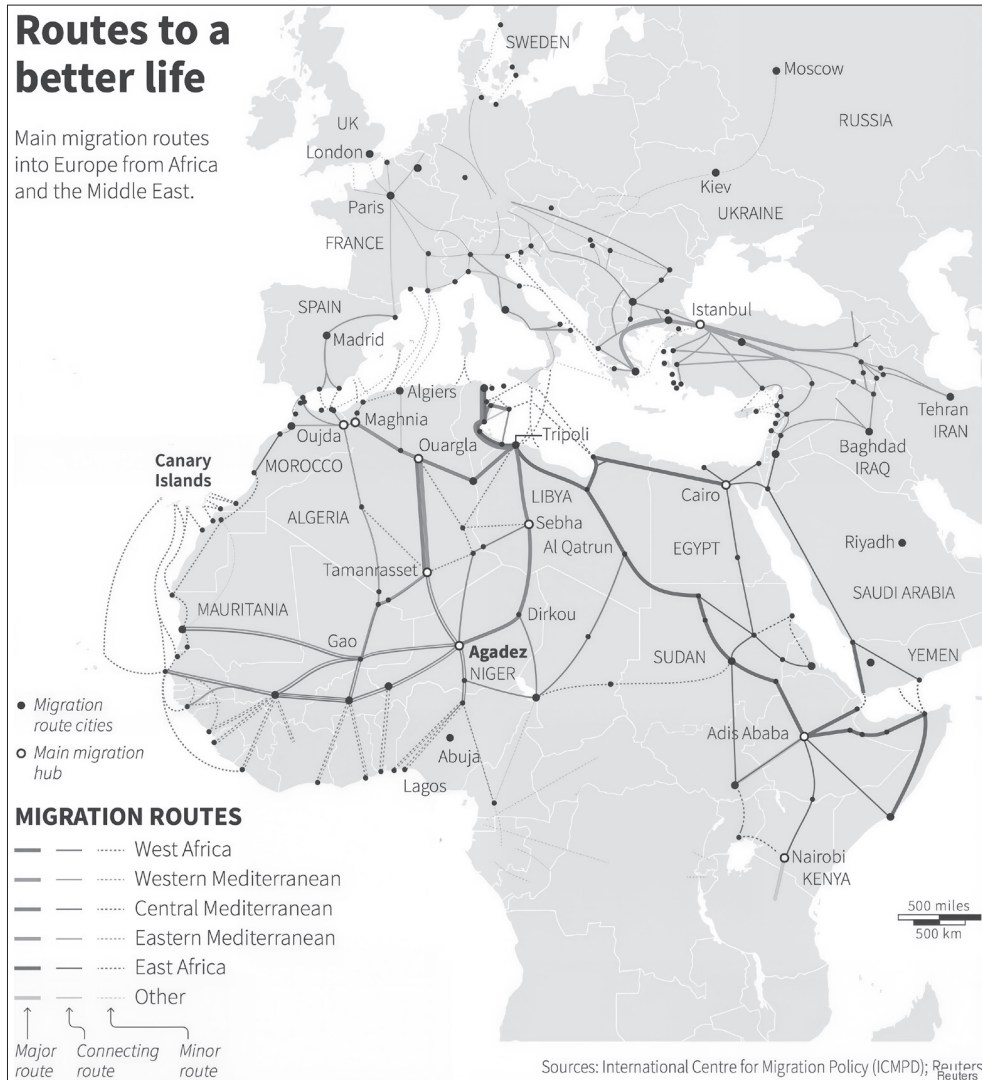 Routes to a
better life
Main migration routes
into Europe from Africa
and the Middle East.
SWEDEN
Moscow
RUSSIA
UK
London
Kiev
UKRAINE
Paris
FRANCE
SPAIN
Madrid
Istanbul
Algiers
Maghnia
Oujda
Ouargla
Tripoli
Tehran
IRAN
Baghdad
IRAQ
MOROCCO
Canary
Islands
LIBYA
Cairo
ALGERIA
Sebha
Al Qatrun
EGYPT
Riyadh
Tamanrasset
SAUDI ARABIA
MAURITANIA
Dirkou
Gao
Agadez
NIGER
SUDAN
YEMEN
Adis Ababa
Abuja
Lagos
Nairobi
KENYA
Migration
route cities
Main migration
hub
MIGRATION ROUTES
West Africa
Western Mediterranean
Central Mediterranean
Eastern Mediterranean
East Africa
Other
Major
route
Connecting
route
Minor
route
500 miles
500 km
Sources: International Centre for Migration Policy (ICMPD); Reuters
Reuters